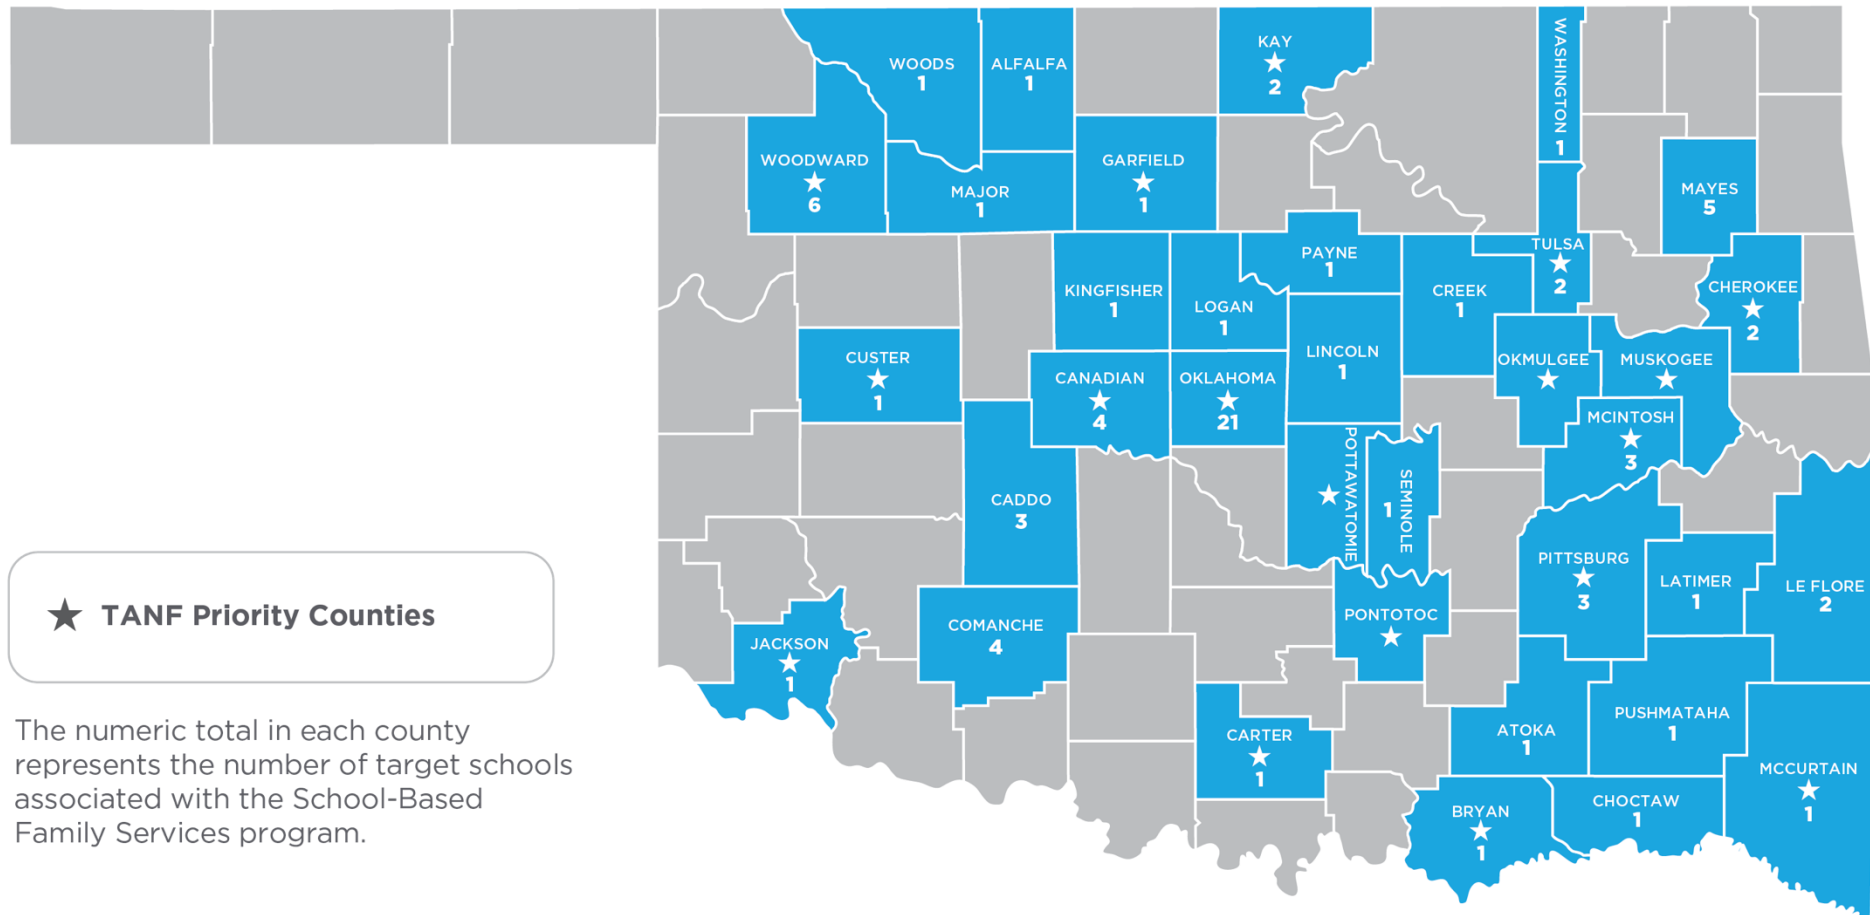 WOODS
1
ALFALFA
1
KAY
★
2
WASHINGTON
1
WOODWARD
★
6
MAJOR
1
GARFIELD
★
1
MAYES
5
PAYNE
1
TULSA
★
2
KINGFISHER
1
LOGAN
1
CREEK
1
CHEROKEE
★
2
CUSTER
★
1
CANADIAN
★
4
OKLAHOMA
★
21
LINCOLN
1
OKMULGEE
★
MUSKOGEE
★
MCINTOSH
★
3
CADDO
3
POTTAWATOMIE
★
SEMINOLE
1
PITTSBURG
★
3
LATIMER
1
LE FLORE
2
★ TANF Priority Counties
JACKSON
★
1
COMANCHE
4
PONTOTOC
★
The numeric total in each county
represents the number of target schools
associated with the School-Based
Family Services program.
CARTER
★
1
ATOKA
1
PUSHMATAHA
1
MCCURTAIN
★
1
BRYAN
★
1
CHOCTAW
1